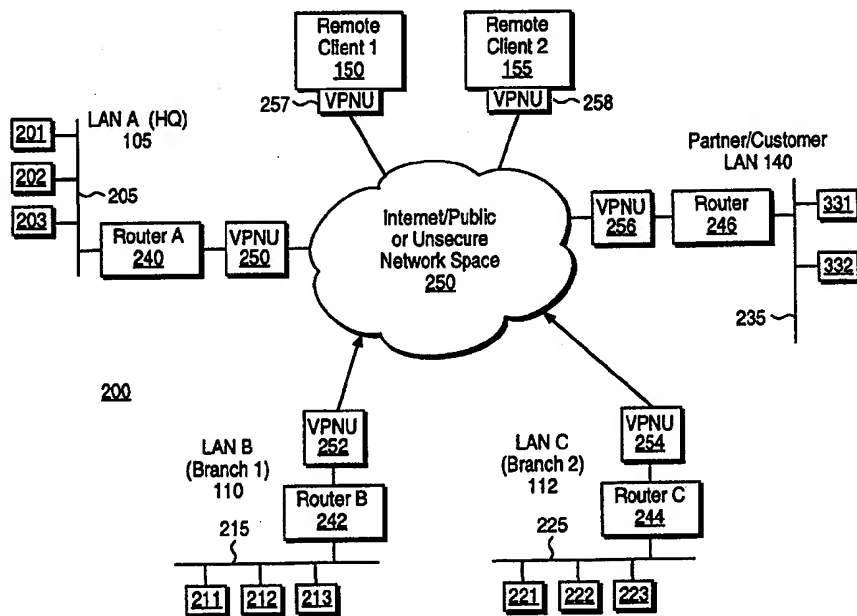 Remote
Client 1
150
VPNU
257
Remote
Client 2
155
VPNU
258
LAN A (HQ)
105
201
202
203
205
Router A
240
VPNU
250
Internet/Public
or Unsecure
Network Space
250
Partner/Customer
LAN 140
VPNU
256
Router
246
331
332
235
200
LAN B
(Branch 1)
110
VPNU
252
Router B
242
215
211
212
213
LAN C
(Branch 2)
112
VPNU
254
Router C
244
225
221
222
223